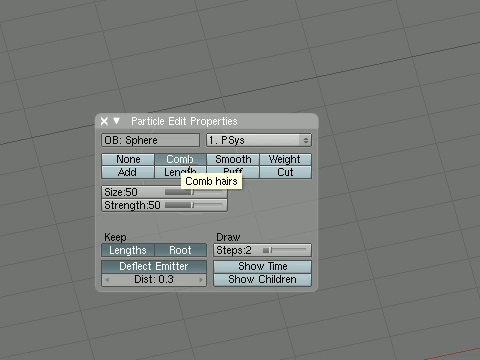 Particle Edit Properties
OB: Sphere 1. PSys
None Comb Smooth Weight
Add Length Puff Cut
Comb hairs
Size:50
Strength:50
Keep Draw
Lengths Root Steps:2
Deflect Emitter Show Time
Dist: 0.3 Show Children